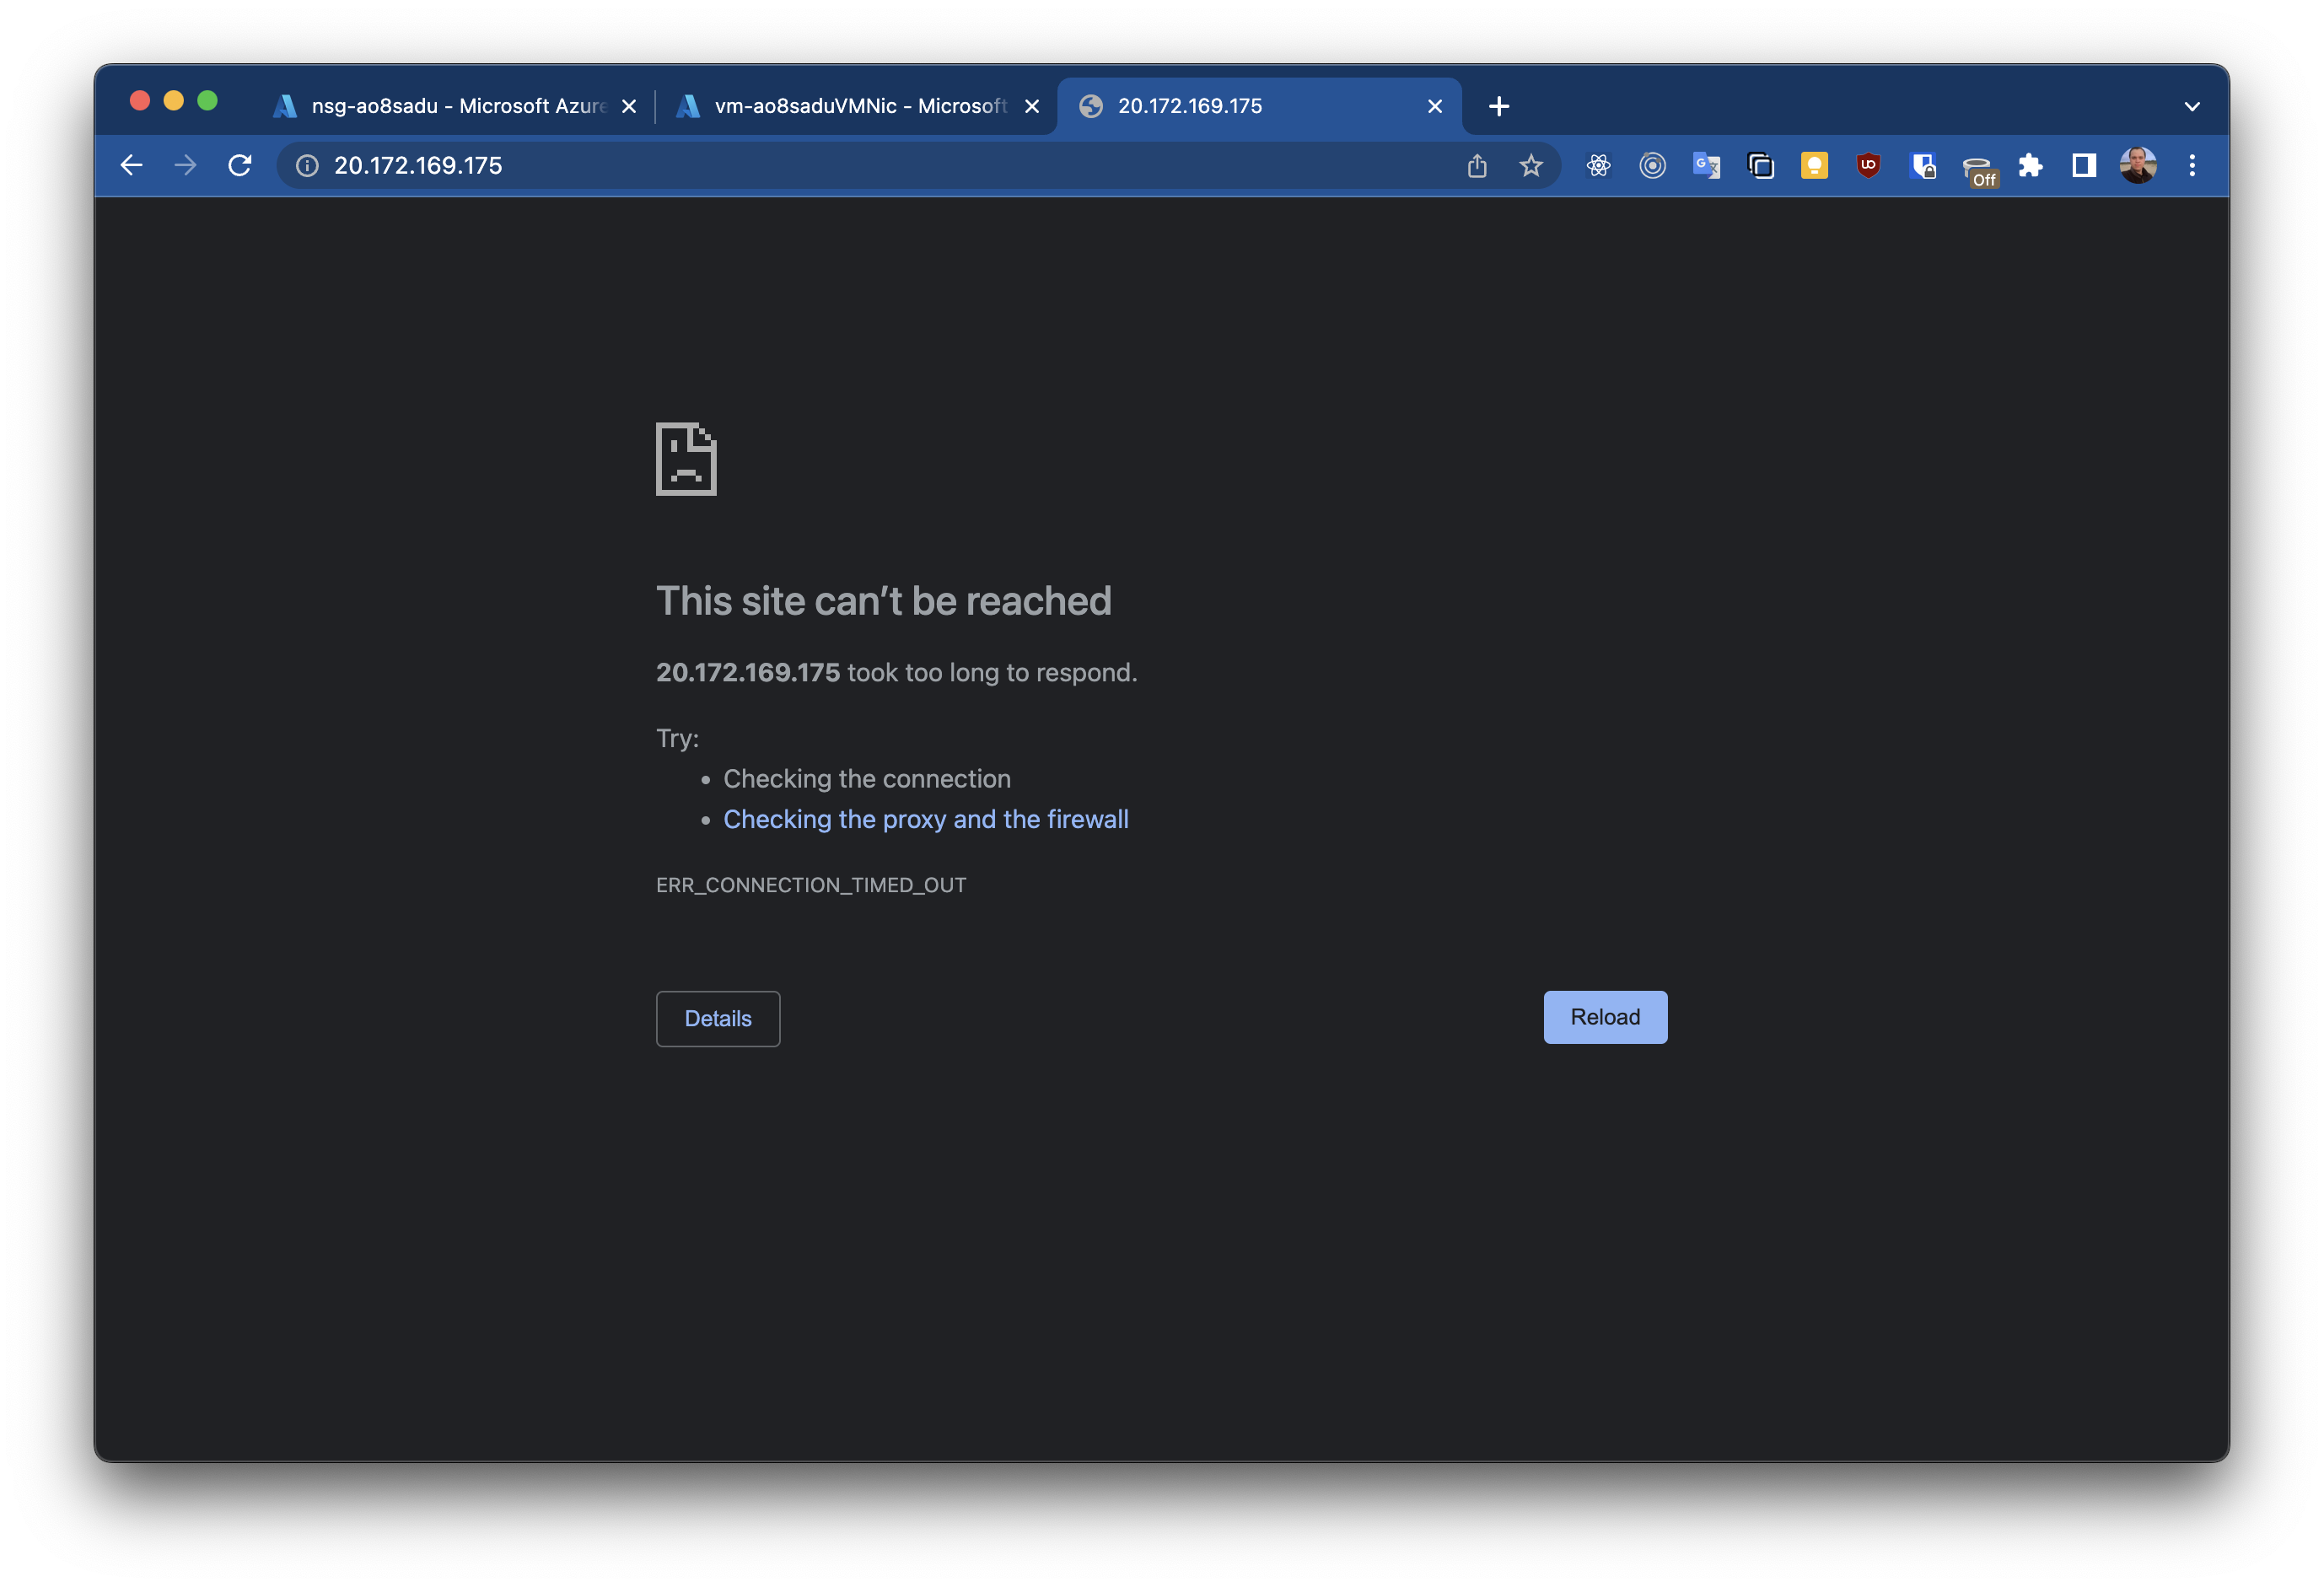 nsg-ao8sadu - Microsoft Azure
vm-ao8saduVMNic - Microsoft
20.172.169.175
20.172.169.175
Off
This site can’t be reached
20.172.169.175 took too long to respond.
Try:
• Checking the connection
• Checking the proxy and the firewall
ERR_CONNECTION_TIMED_OUT
Details
Reload